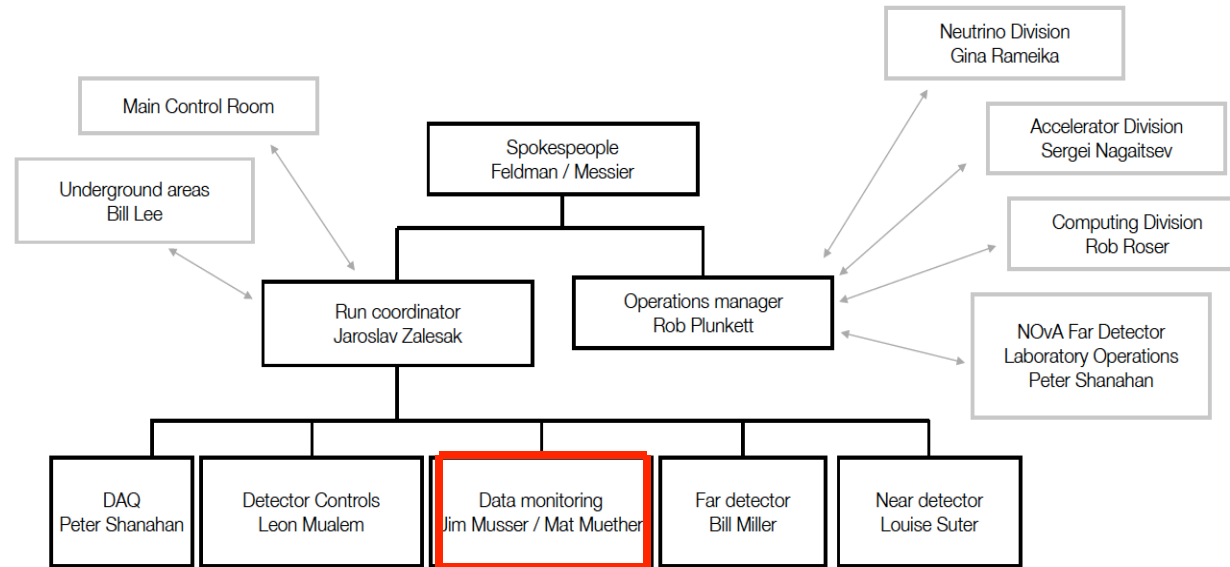 Neutrino Division
Gina Rameika
Main Control Room
Accelerator Division
Sergei Nagaitsev
Spokespeople
Feldman / Messier
Underground areas
Bill Lee
Computing Division
Rob Roser
Run coordinator
Jaroslav Zalesak
Operations manager
Rob Plunkett
NOvA Far Detector
Laboratory Operations
Peter Shanahan
DAQ
Peter Shanahan
Detector Controls
Leon Mualem
Data monitoring
Jim Musser / Mat Muether
Far detector
Bill Miller
Near detector
Louise Suter